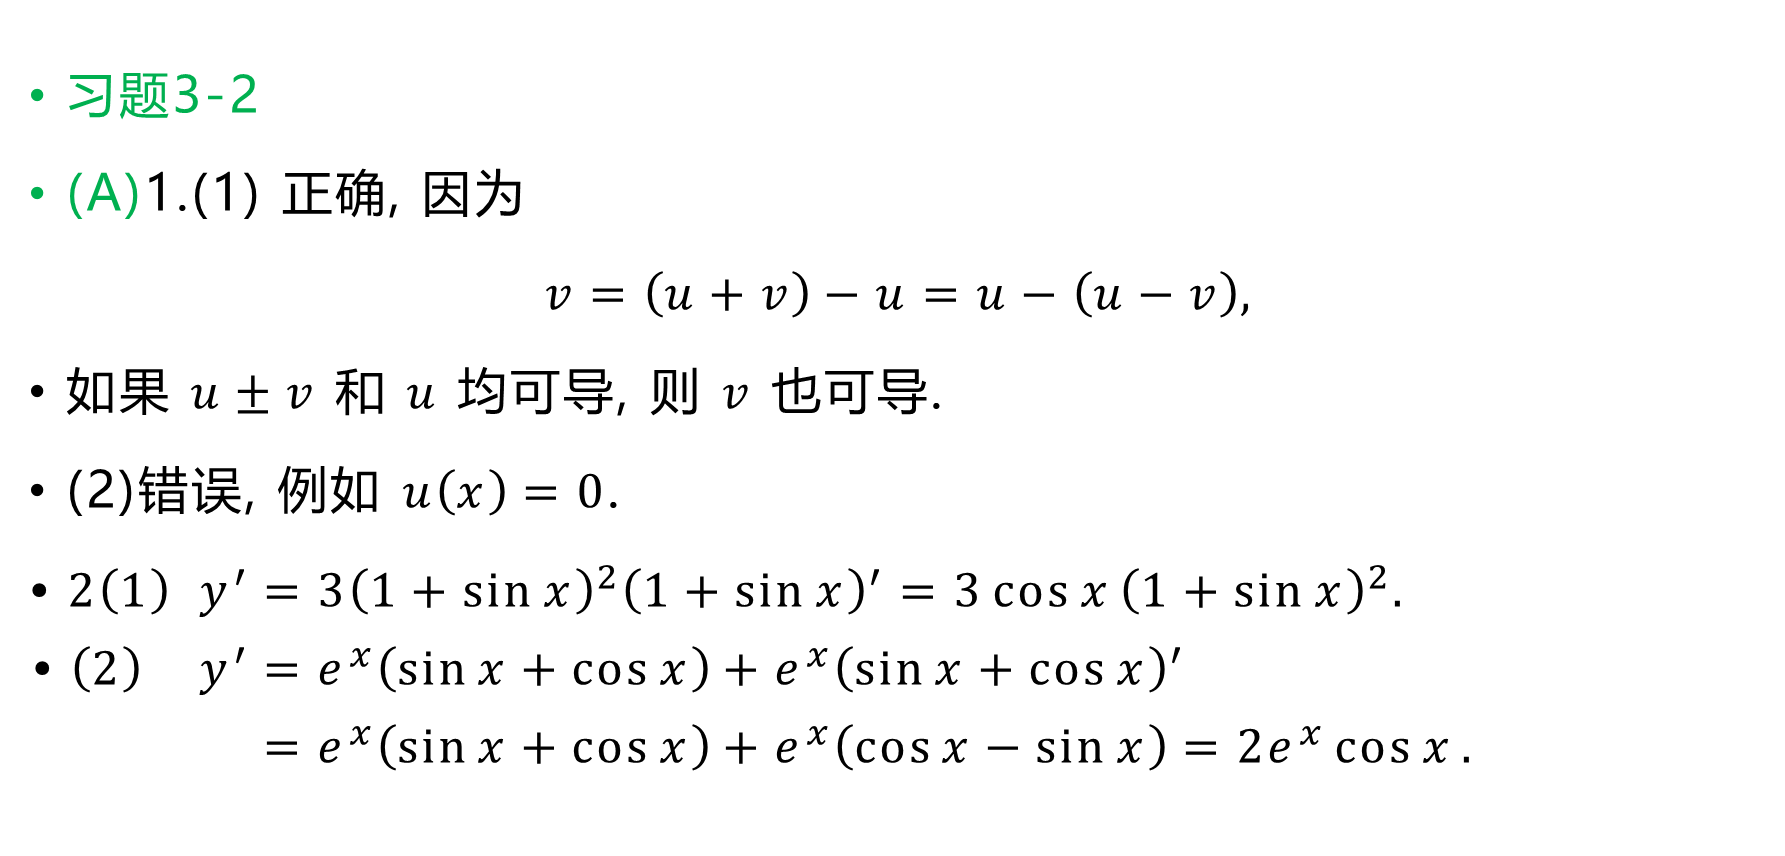 • 习题3-2
• (A)1.(1) 正确, 因为
v = (u + v) − u = u − (u − v),
• 如果 u ± v 和 u 均可导, 则 v 也可导.
• (2)错误, 例如 u(x) = 0.
• 2(1) y′ = 3(1 + sin x)²(1 + sin x)′ = 3 cos x (1 + sin x)².
• (2) y′ = eˣ(sin x + cos x) + eˣ(sin x + cos x)′
= eˣ(sin x + cos x) + eˣ(cos x − sin x) = 2eˣ cos x .